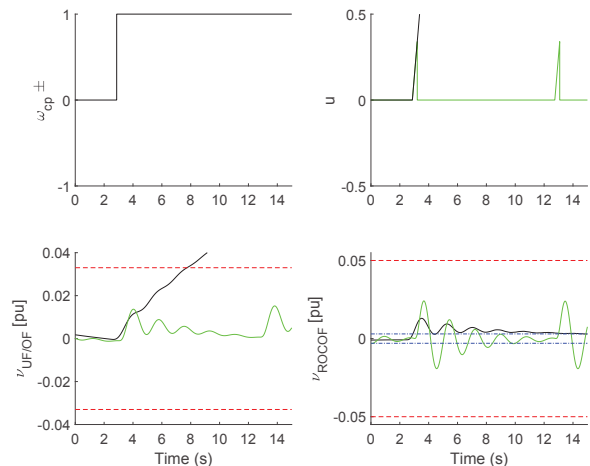 1
0
-1
ω_cp ±
0 2 4 6 8 10 12 14
0.5
0
-0.5
u
0 2 4 6 8 10 12 14
0.04
0.02
0
-0.02
-0.04
ν_UF/OF [pu]
0 2 4 6 8 10 12 14
Time (s)
0.05
0
-0.05
ν_ROCOF [pu]
0 2 4 6 8 10 12 14
Time (s)